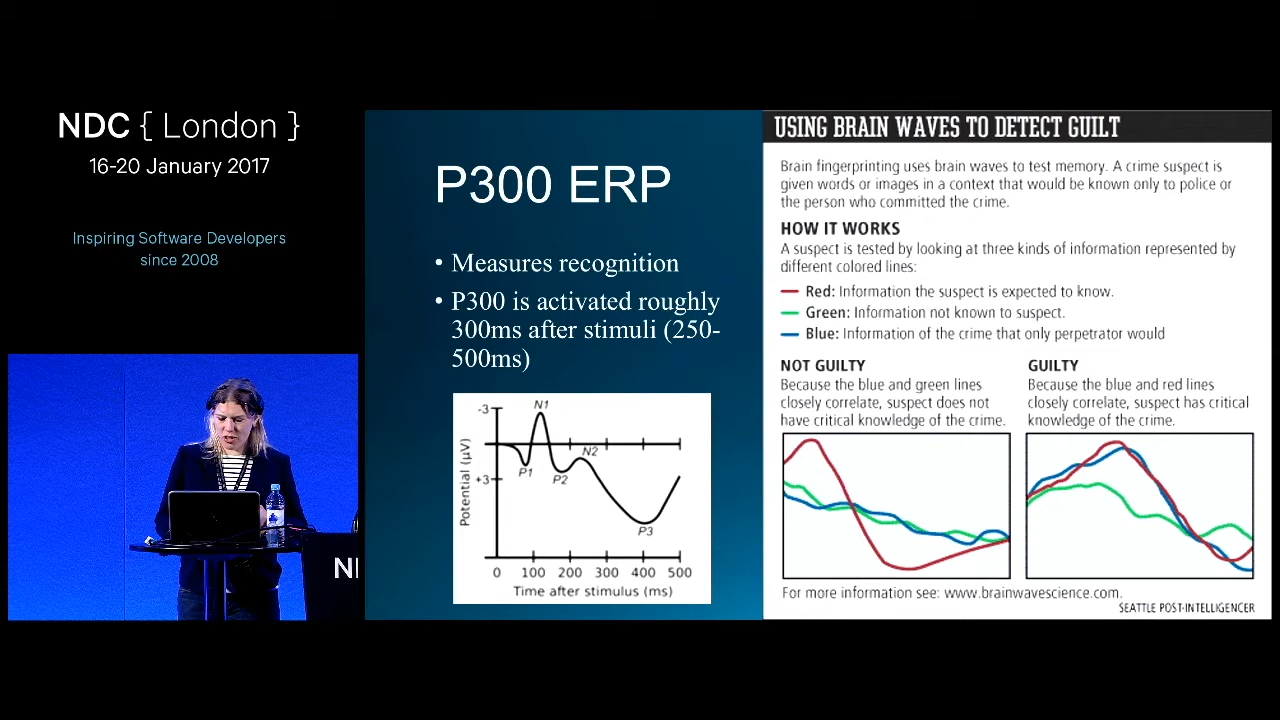 NDC { London }
16-20 January 2017
Inspiring Software Developers
since 2008
P300 ERP
• Measures recognition
• P300 is activated roughly
300ms after stimuli (250-
500ms)
-3
+3
Potential (μV)
N1
P1
N2
P2
P3
0 100 200 300 400 500
Time after stimulus (ms)
USING BRAIN WAVES TO DETECT GUILT
Brain fingerprinting uses brain waves to test memory. A crime suspect is
given words or images in a context that would be known only to police or
the person who committed the crime.
HOW IT WORKS
A suspect is tested by looking at three kinds of information represented by
different colored lines:
Red: Information the suspect is expected to know.
Green: Information not known to suspect.
Blue: Information of the crime that only perpetrator would
NOT GUILTY
Because the blue and green lines
closely correlate, suspect does not
have critical knowledge of the crime.
GUILTY
Because the blue and red lines
closely correlate, suspect has critical
knowledge of the crime.
For more information see: www.brainwavescience.com.
SEATTLE POST-INTELLIGENCER